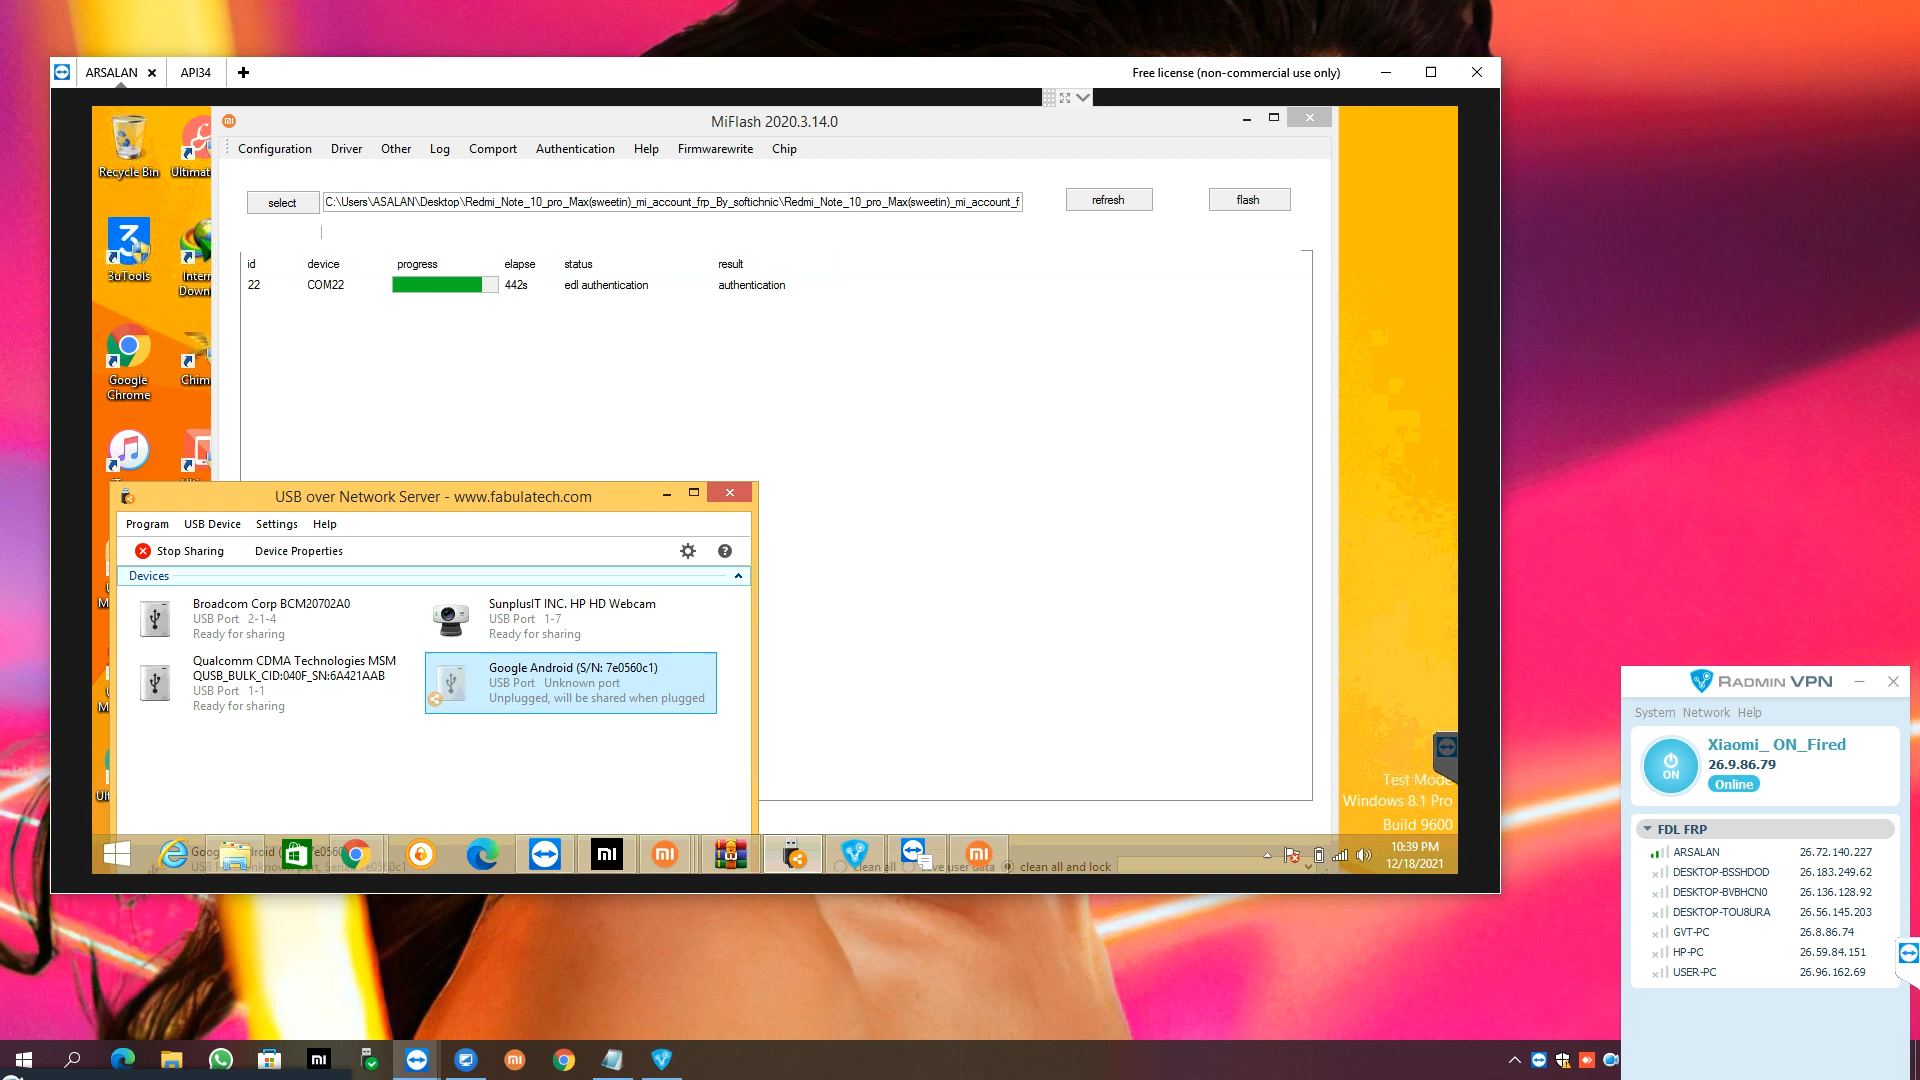 ARSALAN
API34
Free license (non-commercial use only)
MiFlash 2020.3.14.0
Configuration Driver Other Log Comport Authentication Help Firmwarewrite Chip
select
C:\Users\ASALAN\Desktop\Redmi_Note_10_pro_Max(sweetin)_mi_account_frp_By_softichnic\Redmi_Note_10_pro_Max(sweetin)_mi_account_f
refresh
flash
id device progress elapse status result
22 COM22 442s edl authentication authentication
Recycle Bin
Ultimat
3uTools
Intern
Down
Google
Chrome
Chim
USB over Network Server - www.fabulatech.com
Program USB Device Settings Help
Stop Sharing Device Properties
Devices
Broadcom Corp BCM20702A0
USB Port 2-1-4
Ready for sharing
SunplusIT INC. HP HD Webcam
USB Port 1-7
Ready for sharing
Qualcomm CDMA Technologies MSM
QUSB_BULK_CID:040F_SN:6A421AAB
USB Port 1-1
Ready for sharing
Google Android (S/N: 7e0560c1)
USB Port Unknown port
Unplugged, will be shared when plugged
Test Mode
Windows 8.1 Pro
Build 9600
clean all
user data
clean all and lock
10:39 PM
12/18/2021
RADMIN VPN
System Network Help
ON
Xiaomi_ ON_Fired
26.9.86.79
Online
FDL FRP
ARSALAN 26.72.140.227
DESKTOP-BSSHDOD 26.183.249.62
DESKTOP-BVBHCN0 26.136.128.92
DESKTOP-TOU8URA 26.56.145.203
GVT-PC 26.8.86.74
HP-PC 26.59.84.151
USER-PC 26.96.162.69